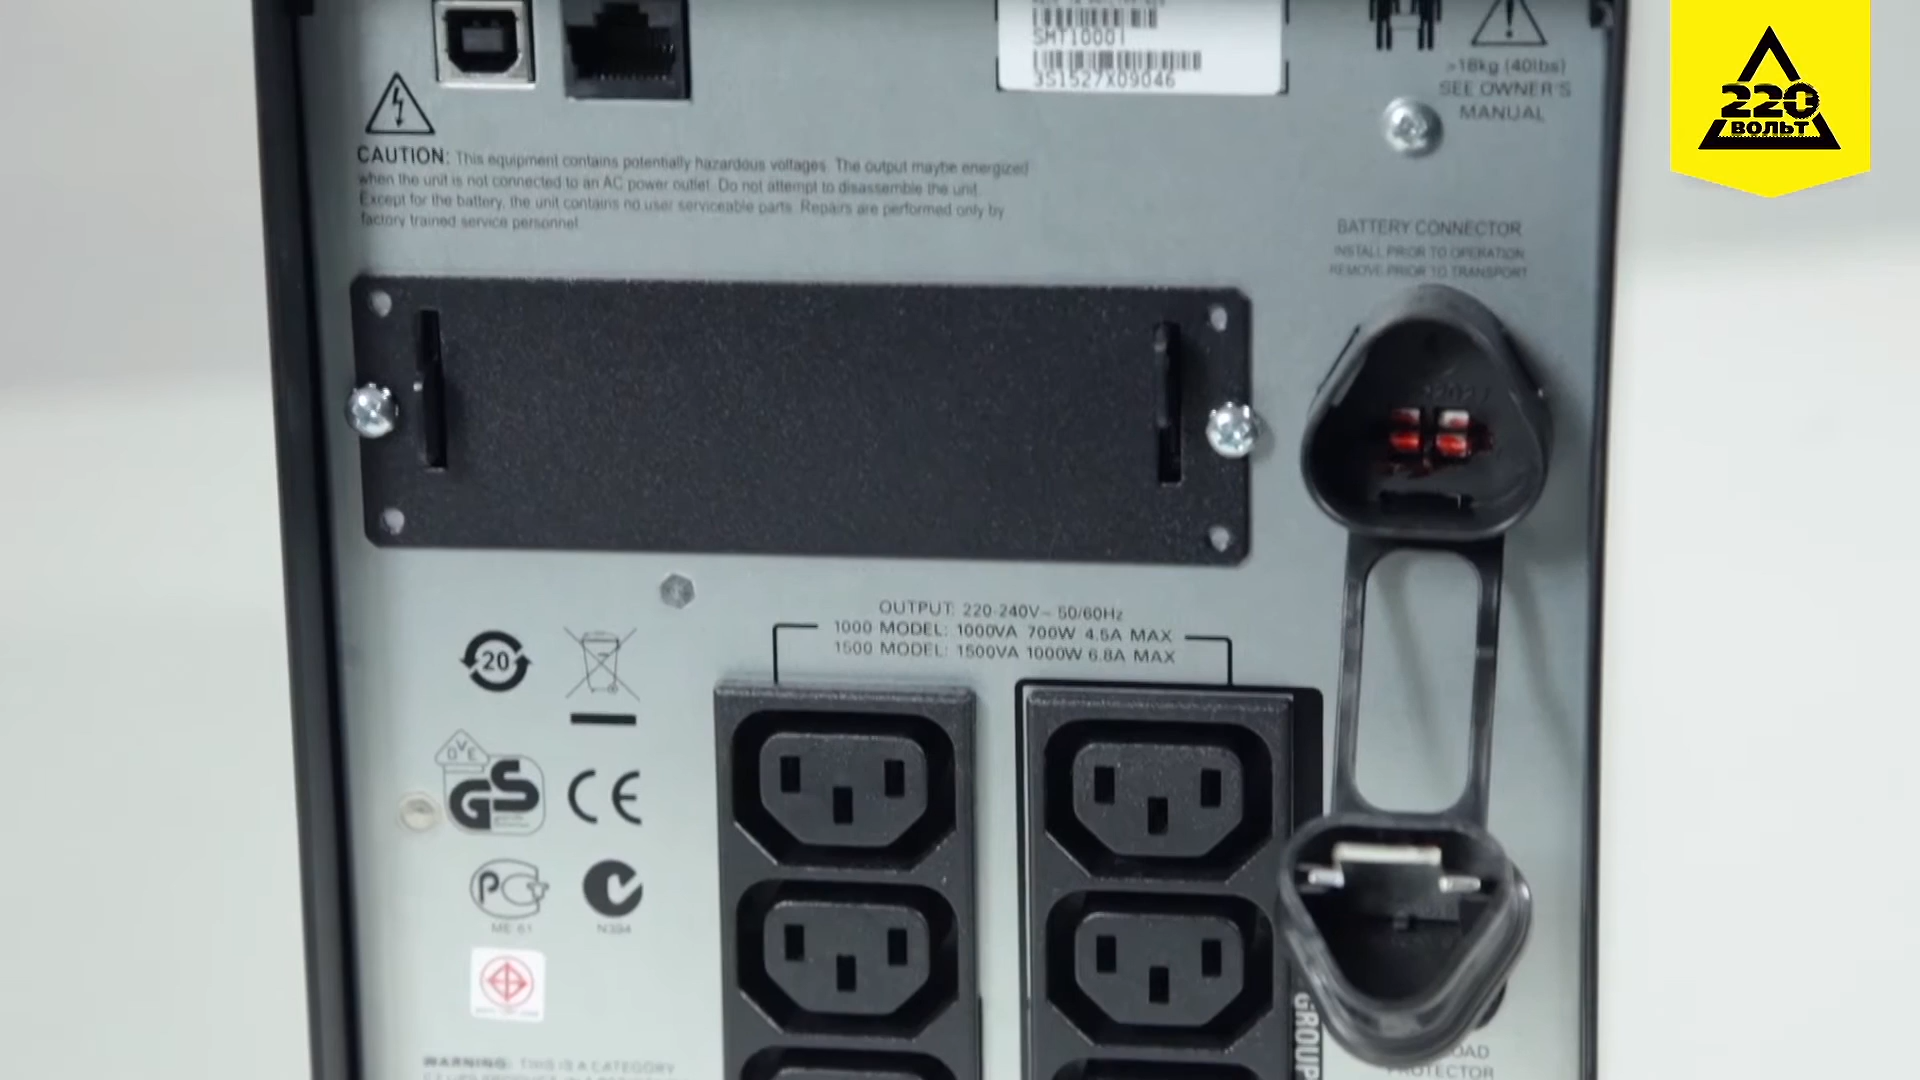 SMT1000I
3S1527X09046
>18kg (40lbs)
SEE OWNER'S
MANUAL
220
ВОЛЬТ
CAUTION: This equipment contains potentially hazardous voltages. The output maybe energized
when the unit is not connected to an AC power outlet. Do not attempt to disassemble the unit.
Except for the battery, the unit contains no user serviceable parts. Repairs are performed only by
factory trained service personnel.
BATTERY CONNECTOR
INSTALL PRIOR TO OPERATION
REMOVE PRIOR TO TRANSPORT
OUTPUT: 220-240V~ 50/60Hz
1000 MODEL: 1000VA 700W 4.5A MAX
1500 MODEL: 1500VA 1000W 6.8A MAX
20
DVE
GS
CE
PC
ME 61
N394
GROUP
WARNING: THIS IS A CATEGORY
PROTECTOR